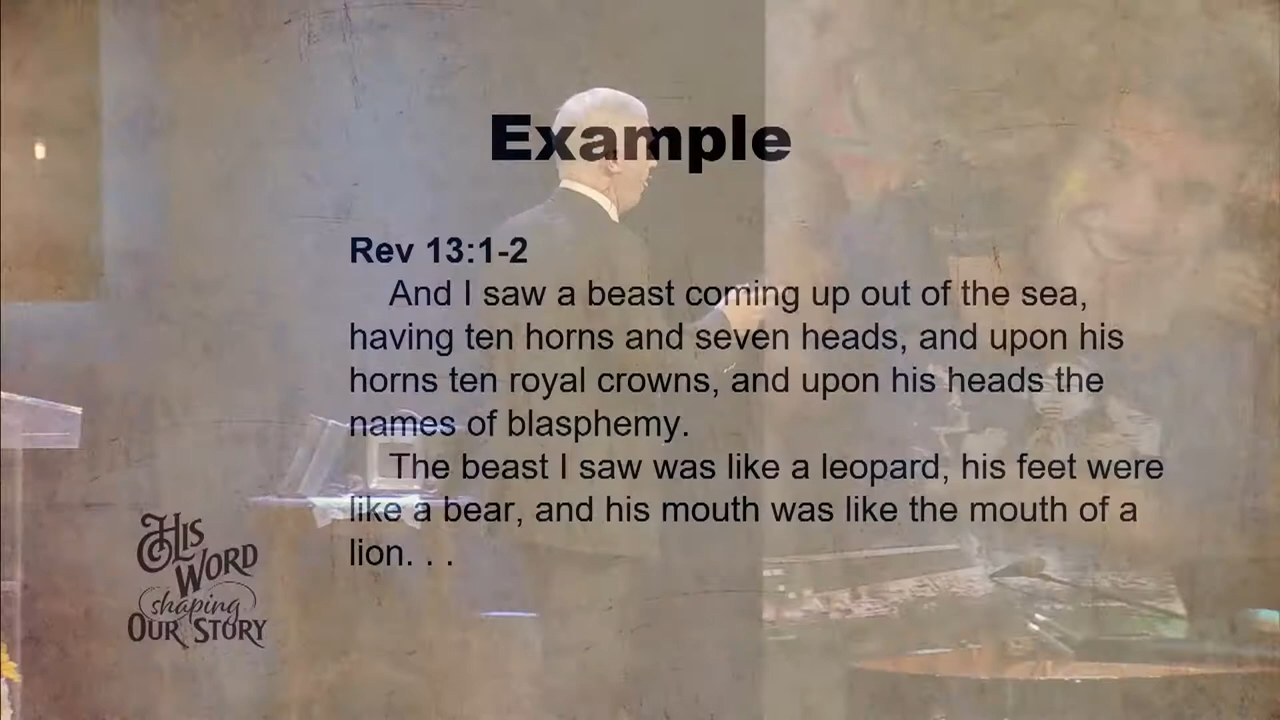 Example
Rev 13:1-2
And I saw a beast coming up out of the sea,
having ten horns and seven heads, and upon his
horns ten royal crowns, and upon his heads the
names of blasphemy.
The beast I saw was like a leopard, his feet were
like a bear, and his mouth was like the mouth of a
lion. . .
HIS
WORD
shaping
OUR STORY